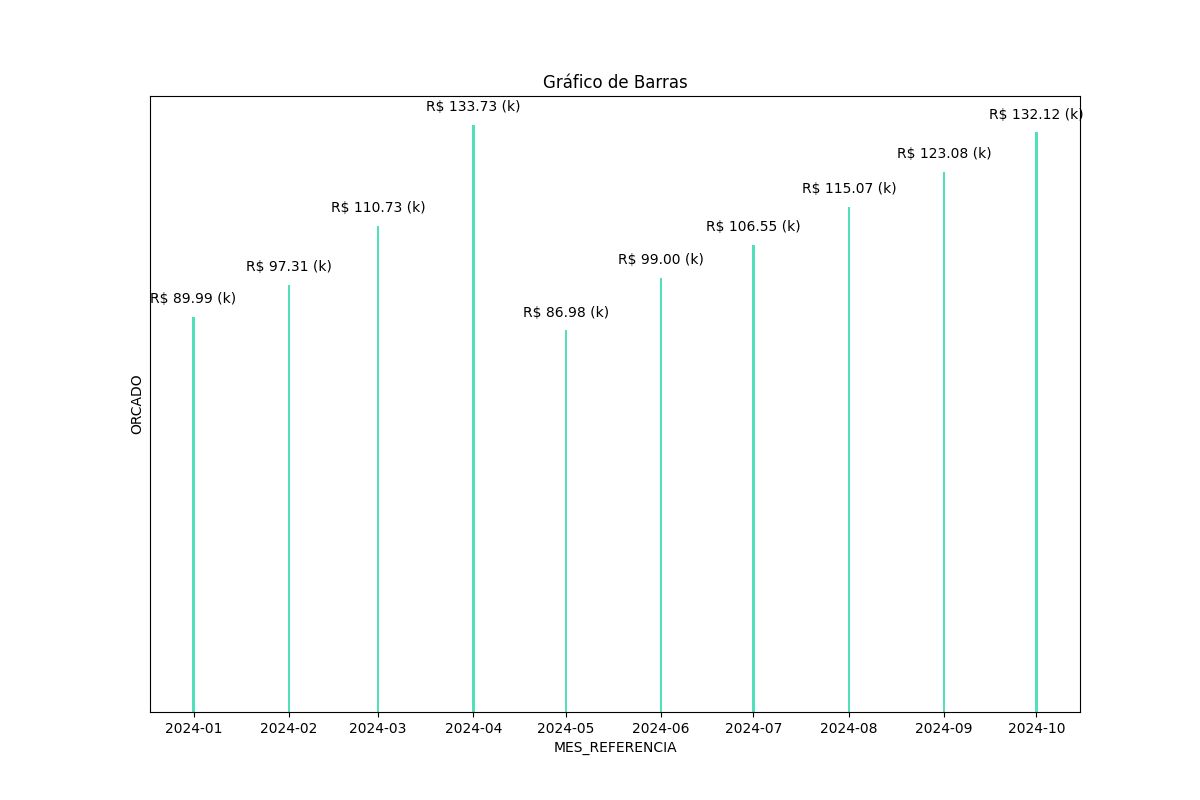 Gráfico de Barras
R$ 133.73 (k)
R$ 132.12 (k)
R$ 123.08 (k)
R$ 115.07 (k)
R$ 110.73 (k)
R$ 106.55 (k)
R$ 99.00 (k)
R$ 97.31 (k)
R$ 89.99 (k)
R$ 86.98 (k)
ORCADO
2024-01 2024-02 2024-03 2024-04 2024-05 2024-06 2024-07 2024-08 2024-09 2024-10
MES_REFERENCIA